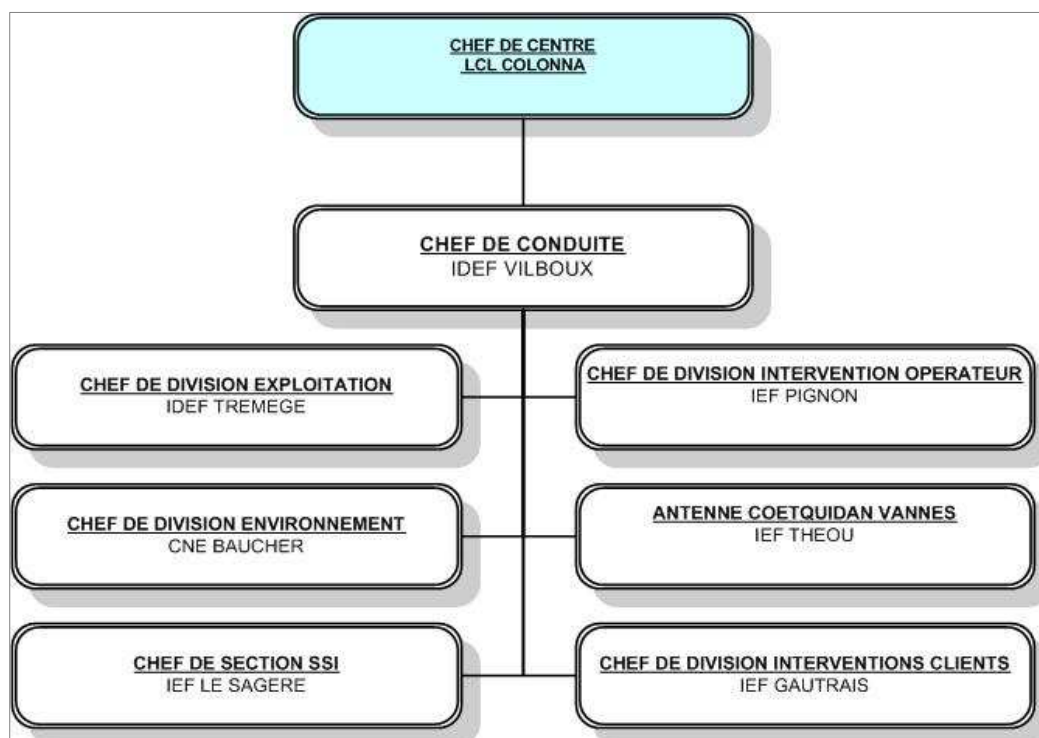 CHEF DE CENTRE
LCL COLONNA
CHEF DE CONDUITE
IDEF VILBOUX
CHEF DE DIVISION EXPLOITATION
IDEF TREMEGE
CHEF DE DIVISION INTERVENTION OPERATEUR
IEF PIGNON
CHEF DE DIVISION ENVIRONNEMENT
CNE BAUCHER
ANTENNE COETQUIDAN VANNES
IEF THEOU
CHEF DE SECTION SSI
IEF LE SAGERE
CHEF DE DIVISION INTERVENTIONS CLIENTS
IEF GAUTRAIS